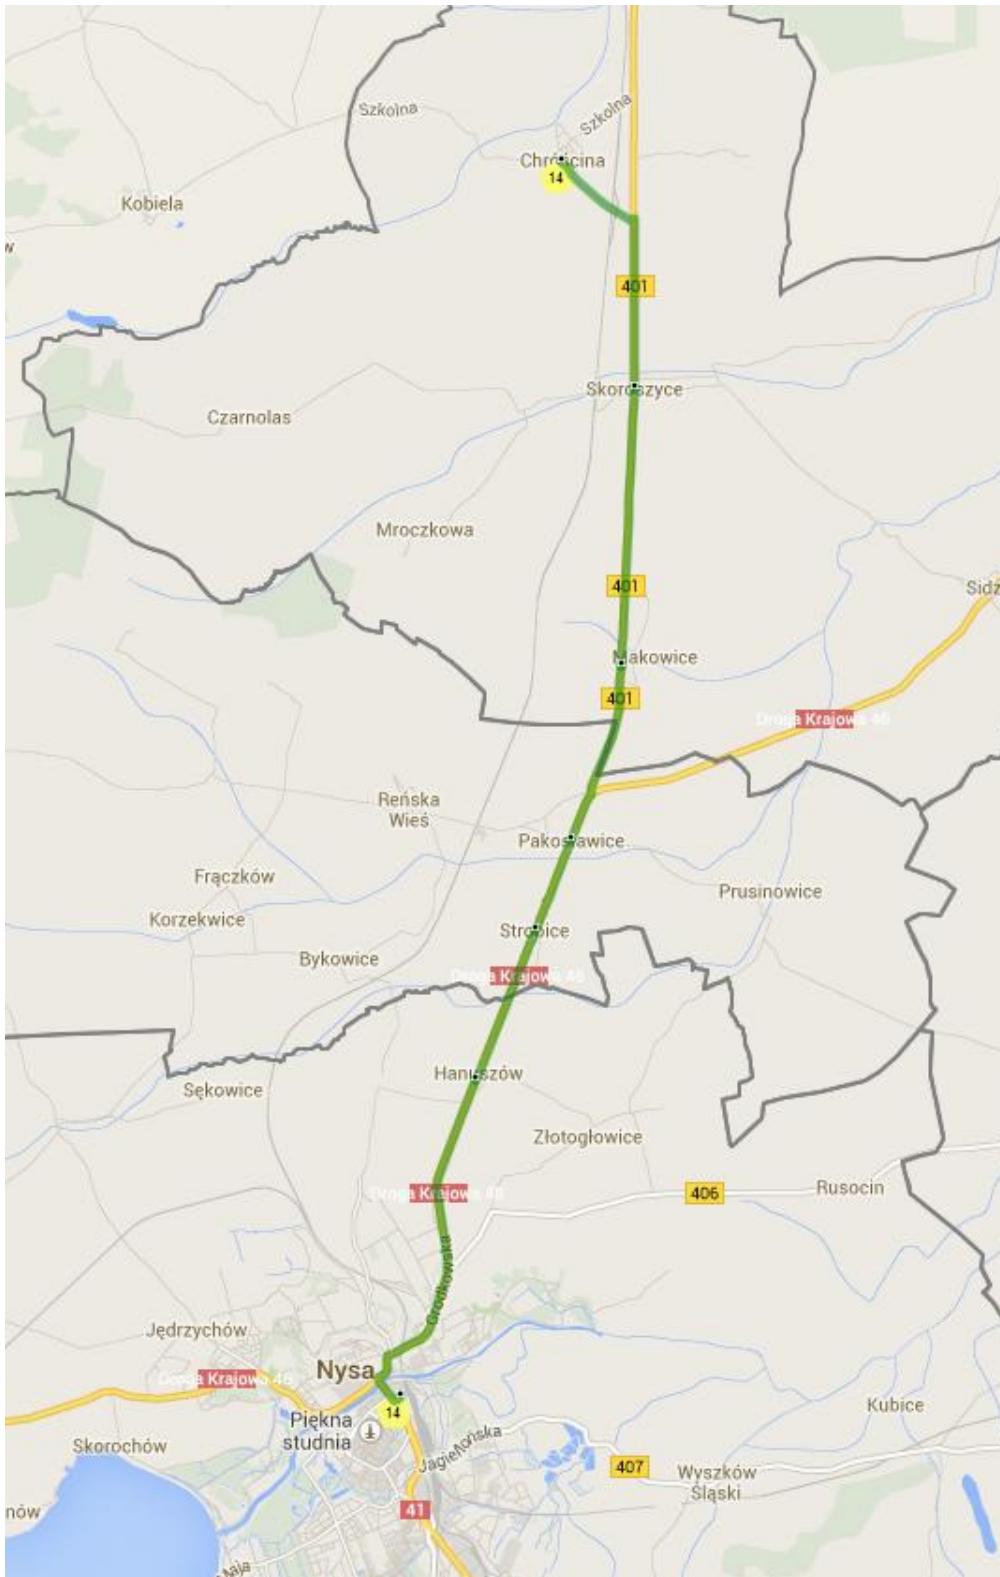 Szkolna
Szkolna
Chróścina
14
Kobiela
w
401
Skoroszyce
Czarnolas
Mroczkowa
401
Sidz
Makowice
401
Droga Krajowa 46
Reńska
Wieś
Pakosławice
Frączków
Prusinowice
Korzekwice
Strobice
Bykowice
Droga Krajowa 46
Hanuszów
Sękowice
Złotogłowice
Droga Krajowa 46
406
Rusocin
Grodkowska
Jędrzychów
Nysa
Droga Krajowa 46
14
Piękna
studnia
Kubice
Skorochów
Jagiellońska
407
Wyszków
Śląski
nów
41
Maja